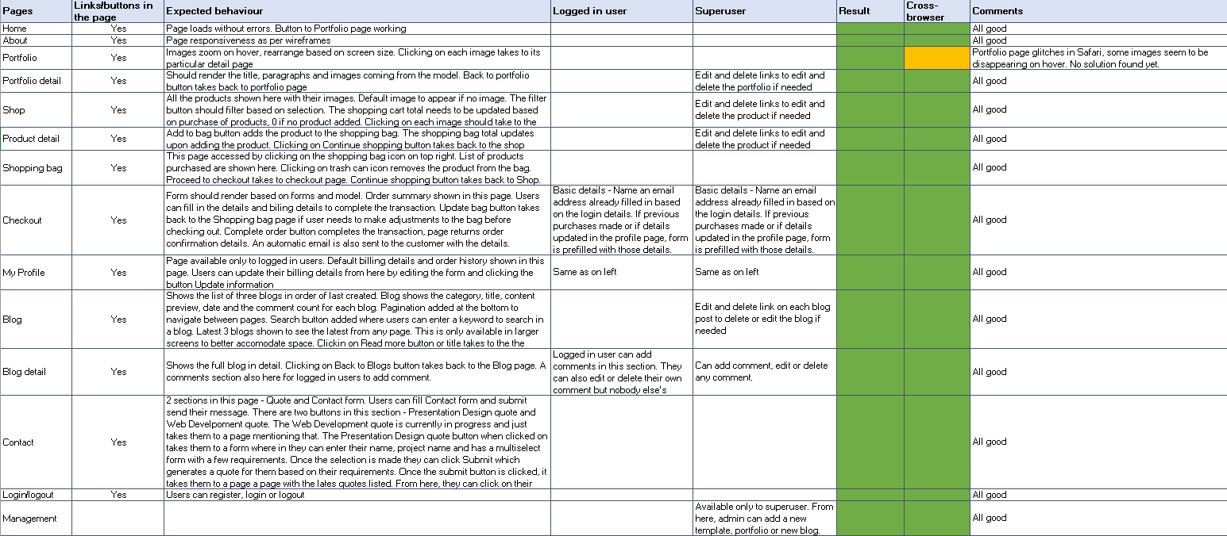 Pages
Links/buttons in
the page
Expected behaviour
Logged in user
Superuser
Result
Cross-
browser
Comments
Home
Yes
Page loads without errors. Button to Portfolio page working
All good
About
Yes
Page responsiveness as per wireframes
All good
Portfolio
Yes
Images zoom on hover, rearrange based on screen size. Clicking on each image takes to its
particular detail page
Portfolio page glitches in Safari, some images seem to be
disappearing on hover. No solution found yet.
Portfolio detail
Yes
Should render the title, paragraphs and images coming from the model. Back to portfolio
button takes back to portfolio page
Edit and delete links to edit and
delete the portfolio if needed
All good
Shop
Yes
All the products shown here with their images. Default image to appear if no image. The filter
button should filter based on selection. The shopping cart total needs to be updated based
on purchase of products, 0 if no product added. Clicking on each image should take to the
Edit and delete links to edit and
delete the product if needed
All good
Product detail
Yes
Add to bag button adds the product to the shopping bag. The shopping bag total updates
upon adding the product. Clicking on Continue shopping button takes back to the shop
Edit and delete links to edit and
delete the product if needed
All good
Shopping bag
Yes
This page accessed by clicking on the shopping bag icon on top right. List of products
purchased are shown here. Clicking on trash can icon removes the product from the bag.
Proceed to checkout takes to checkout page. Continue shopping button takes back to Shop.
All good
Checkout
Yes
Form should render based on forms and model. Order summary shown in this page. Users
can fill in the details and billing details to complete the transaction. Update bag button takes
back to the Shopping bag page if user needs to make adjustments to the bag before
checking out. Complete order button completes the transaction, page returns order
confirmation details. An automatic email is also sent to the customer with the details.
Basic details - Name an email
address already filled in based
on the login details. If previous
purchases made or if details
updated in the profile page, form
is prefilled with those details.
Basic details - Name an email
address already filled in based on
the login details. If previous
purchases made or if details
updated in the profile page, form
is prefilled with those details.
All good
My Profile
Yes
Page available only to logged in users. Default billing details and order history shown in this
page. Users can update their billing details from here by editing the form and clicking the
button Update information
Same as on left
Same as on left
All good
Blog
Yes
Shows the list of three blogs in order of last created. Blog shows the category, title, content
preview, date and the comment count for each blog. Pagination added at the bottom to
navigate between pages. Search button added where users can enter a keyword to search in
a blog. Latest 3 blogs shown to see the latest from any page. This is only available in larger
screens to better accomodate space. Clickin on Read more button or title takes to the the
Edit and delete link on each blog
post to delete or edit the blog if
needed
All good
Blog detail
Yes
Shows the full blog in detail. Clicking on Back to Blogs button takes back to the Blog page. A
comments section also here for logged in users to add comment.
Logged in user can add
comments in this section. They
can also edit or delete their own
comment but nobody else's
Can add comment, edit or delete
any comment.
All good
Contact
Yes
2 sections in this page - Quote and Contact form. Users can fill Contact form and submit
send their message. There are two buttons in this section - Presentation Design quote and
Web Develpoment quote. The Web Development quote is currently in progress and just
takes them to a page mentioning that. The Presentation Design quote button when clicked on
takes them to a form where in they can enter their name, project name and has a multiselect
form with a few requirements. Once the selection is made they can click Submit which
generates a quote for them based on their requirements. Once the submit button is clicked, it
takes them to a page a page with the lates quotes listed. From here, they can click on their
All good
Login/logout
Yes
Users can register, login or logout
All good
Management
Available only to superuser. From
here, admin can add a new
template, portfolio or new blog.
All good